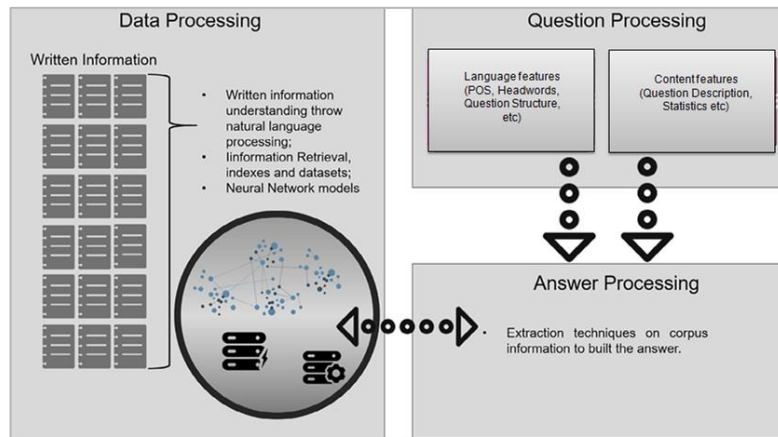 Data Processing
Written Information
• Written information
understanding throw
natural language
processing;
• Iinformation Retrieval,
indexes and datasets;
• Neural Network models
Question Processing
Language features
(POS, Headwords,
Question Structure,
etc)
Content features
(Question Description,
Statistics etc)
Answer Processing
• Extraction techniques on corpus
information to built the answer.